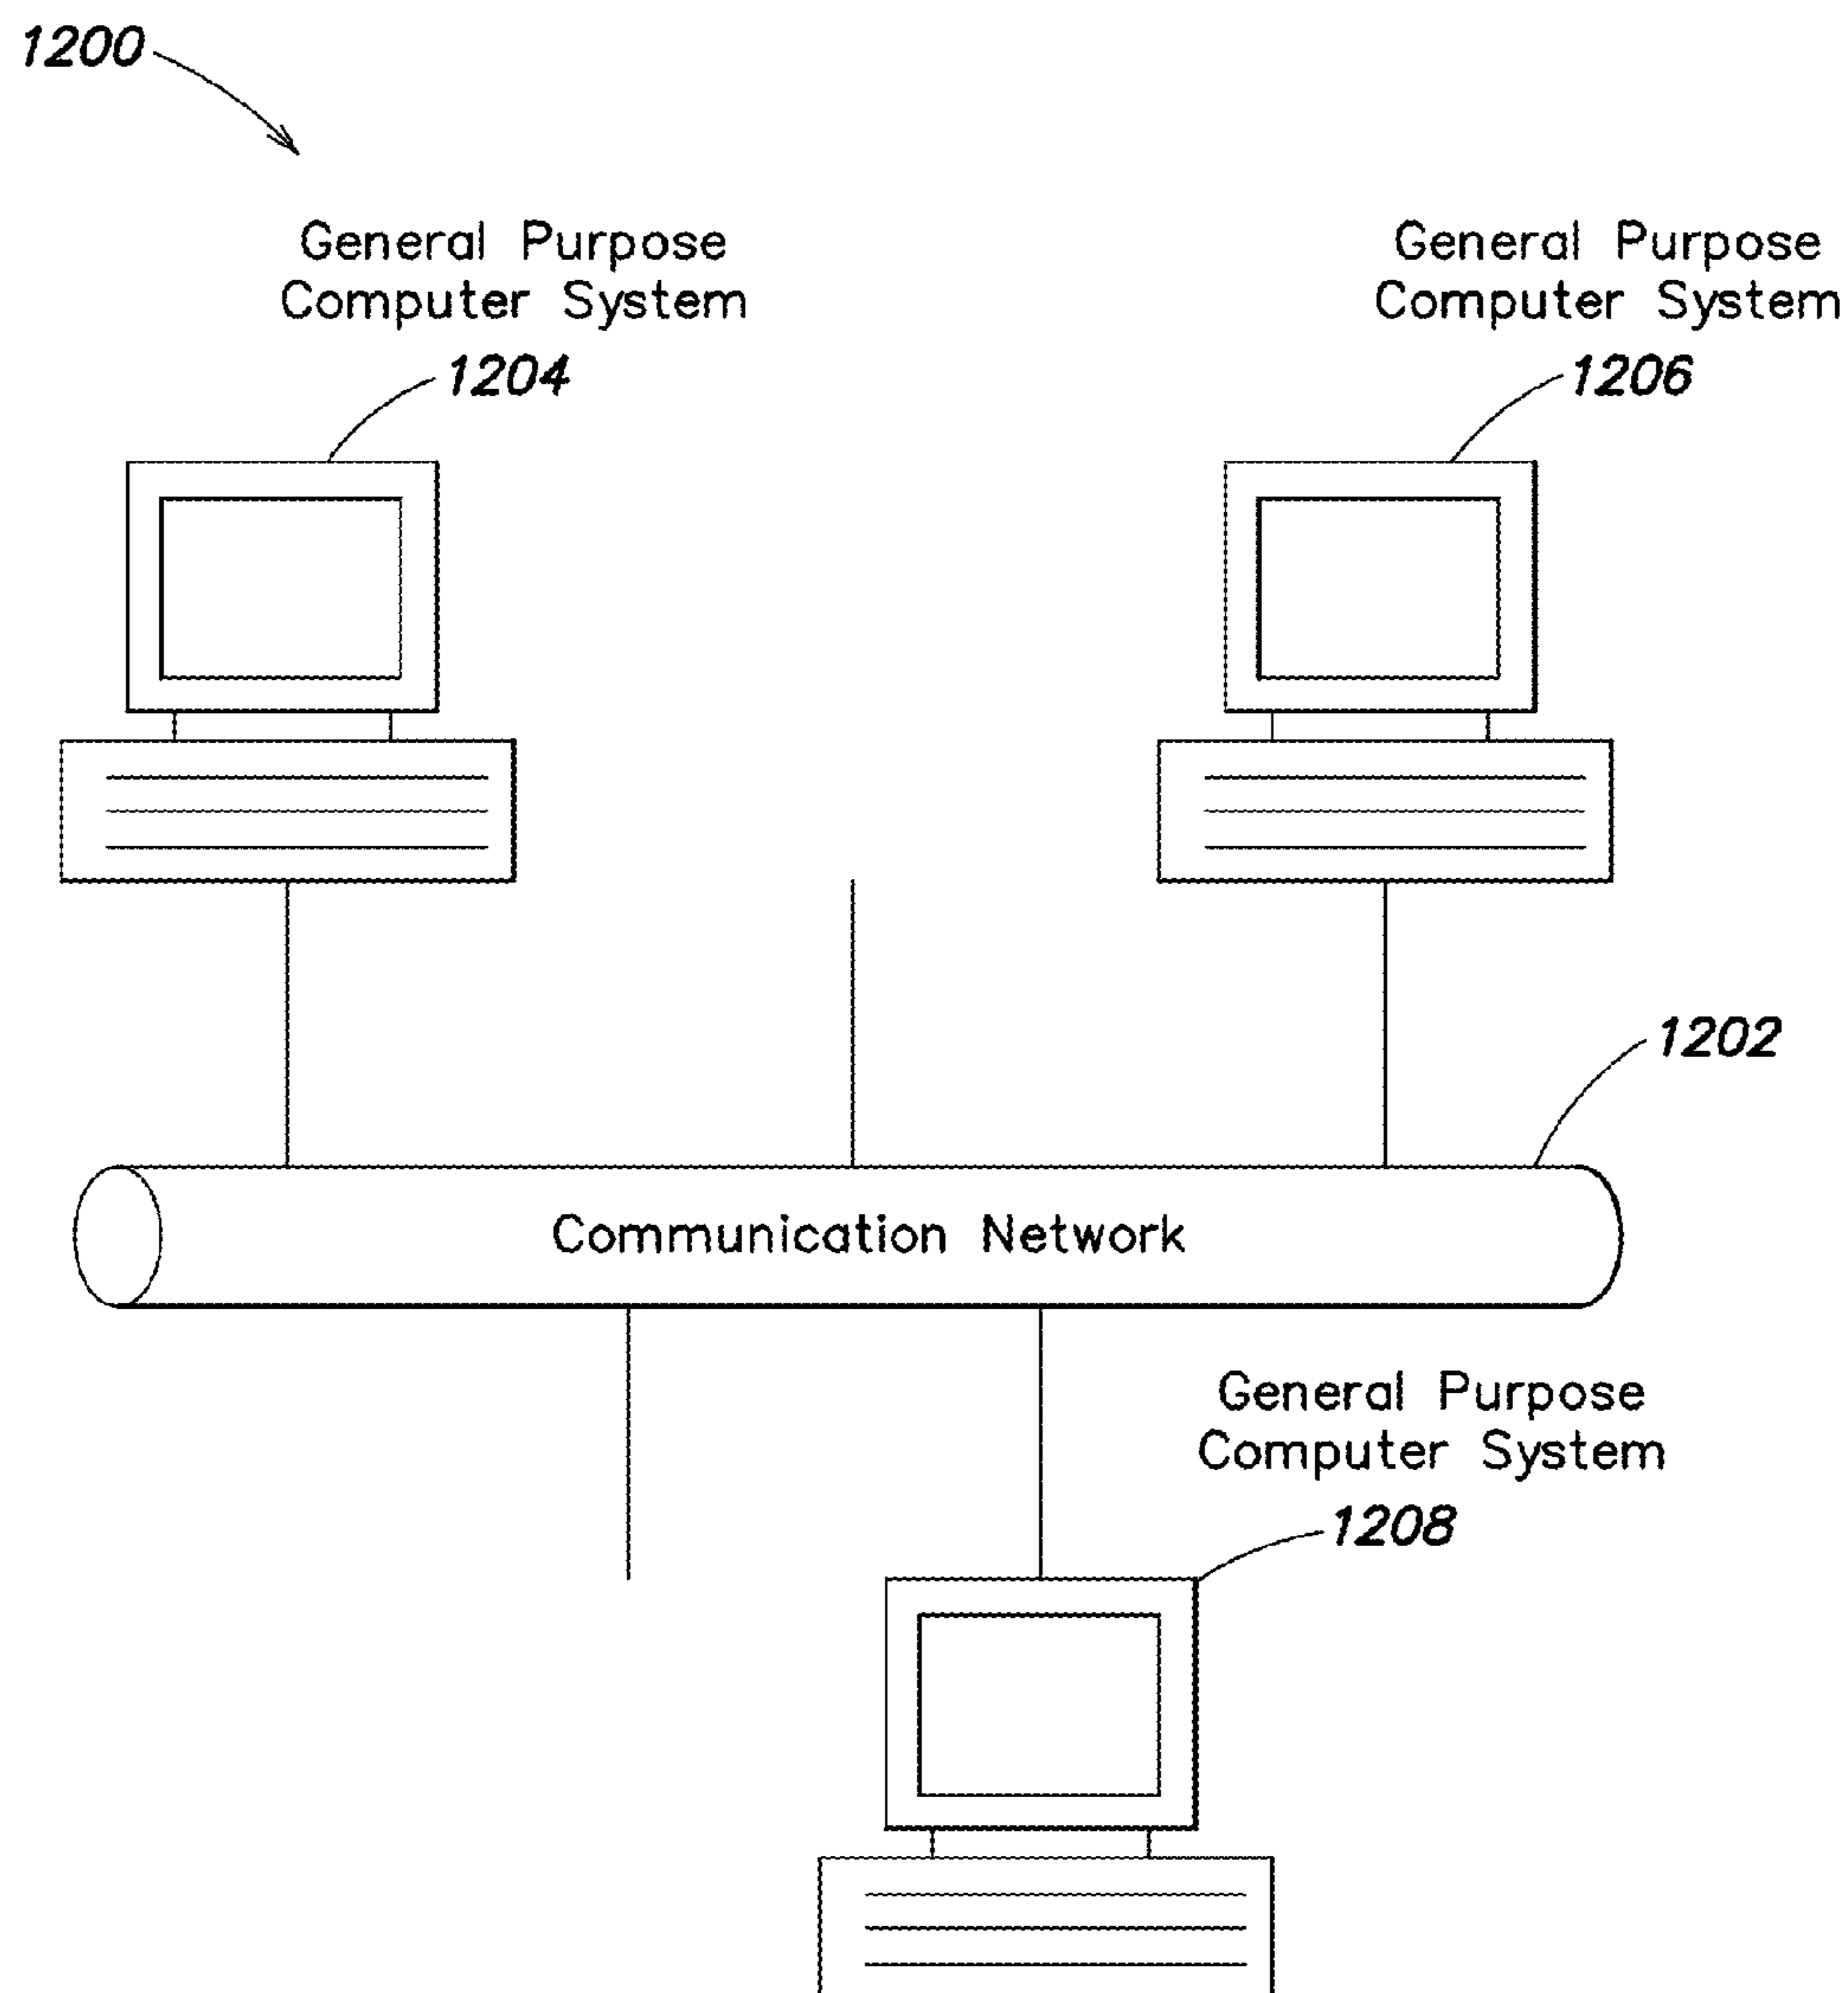 1200
General Purpose
Computer System
1204
General Purpose
Computer System
1206
1202
Communication Network
General Purpose
Computer System
1208